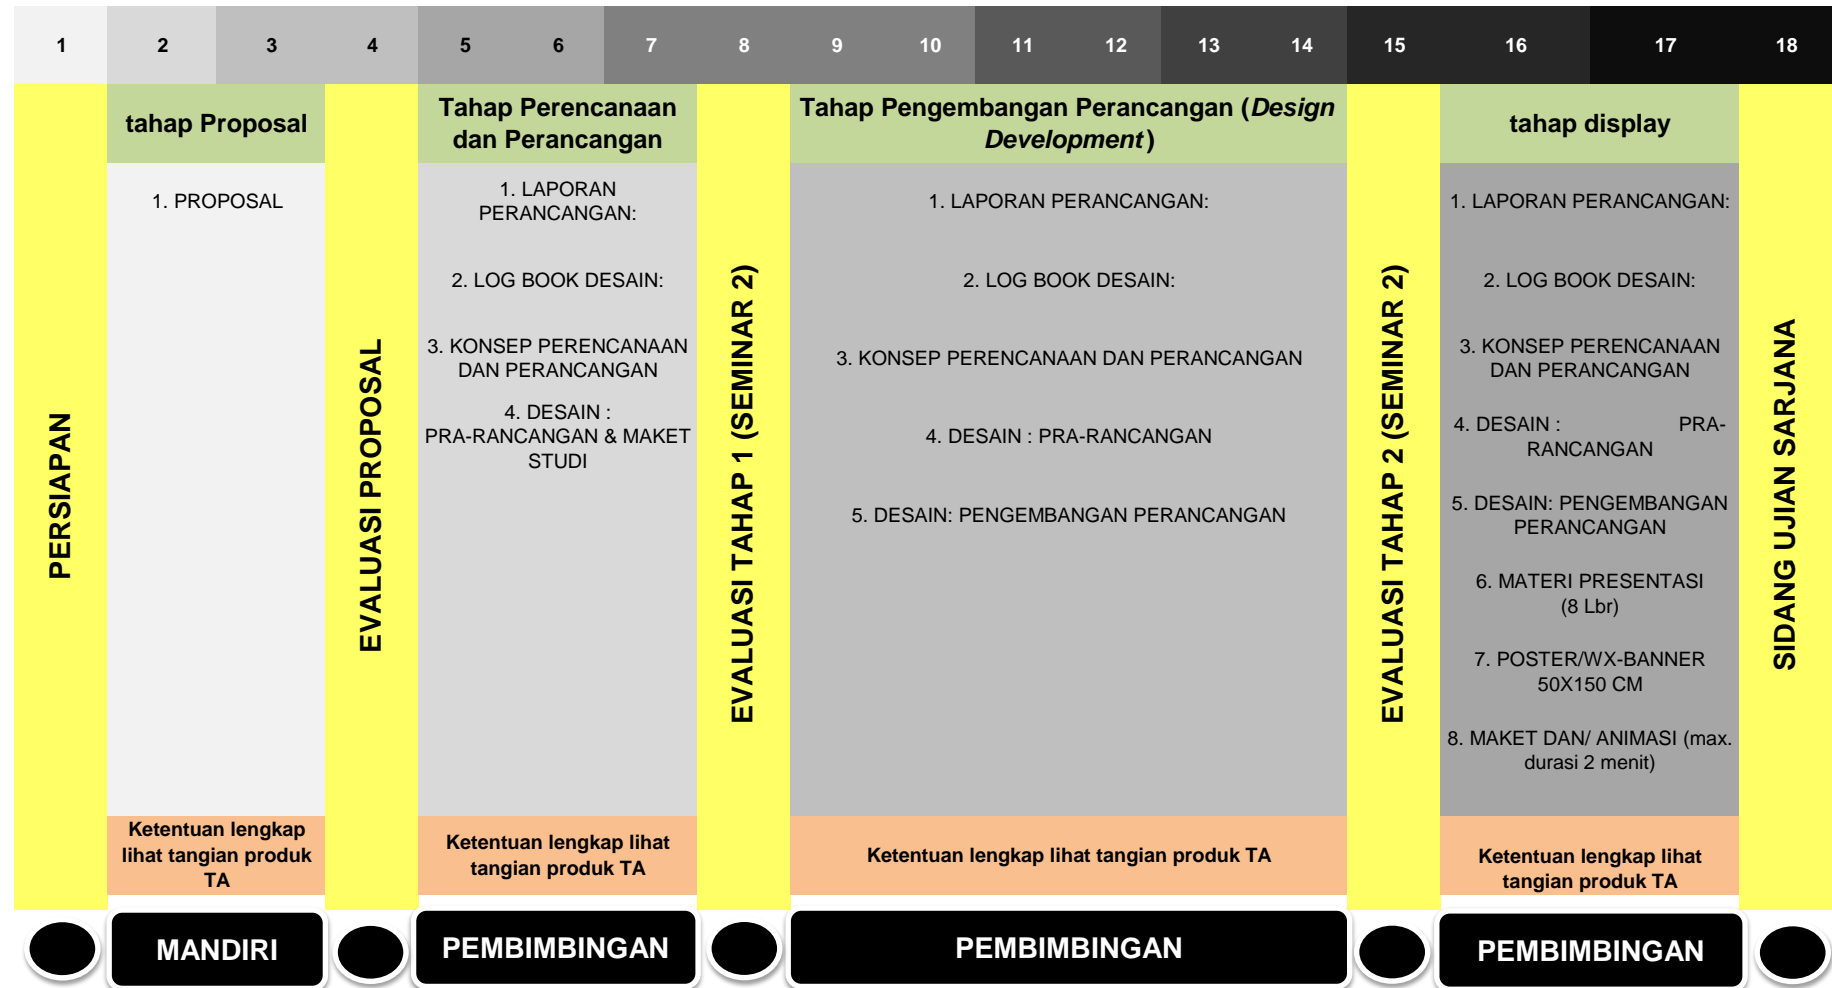 1 2 3 4 5 6 7 8 9 10 11 12 13 14 15 16 17 18
PERSIAPAN
tahap Proposal
1. PROPOSAL
Ketentuan lengkap
lihat tangian produk
TA
EVALUASI PROPOSAL
Tahap Perencanaan
dan Perancangan
1. LAPORAN
PERANCANGAN:
2. LOG BOOK DESAIN:
3. KONSEP PERENCANAAN
DAN PERANCANGAN
4. DESAIN :
PRA-RANCANGAN & MAKET
STUDI
Ketentuan lengkap lihat
tangian produk TA
EVALUASI TAHAP 1 (SEMINAR 2)
Tahap Pengembangan Perancangan (Design
Development)
1. LAPORAN PERANCANGAN:
2. LOG BOOK DESAIN:
3. KONSEP PERENCANAAN DAN PERANCANGAN
4. DESAIN : PRA-RANCANGAN
5. DESAIN: PENGEMBANGAN PERANCANGAN
Ketentuan lengkap lihat tangian produk TA
EVALUASI TAHAP 2 (SEMINAR 2)
tahap display
1. LAPORAN PERANCANGAN:
2. LOG BOOK DESAIN:
3. KONSEP PERENCANAAN
DAN PERANCANGAN
4. DESAIN : PRA-
RANCANGAN
5. DESAIN: PENGEMBANGAN
PERANCANGAN
6. MATERI PRESENTASI
(8 Lbr)
7. POSTER/WX-BANNER
50X150 CM
8. MAKET DAN/ ANIMASI (max.
durasi 2 menit)
Ketentuan lengkap lihat
tangian produk TA
SIDANG UJIAN SARJANA
MANDIRI
PEMBIMBINGAN
PEMBIMBINGAN
PEMBIMBINGAN